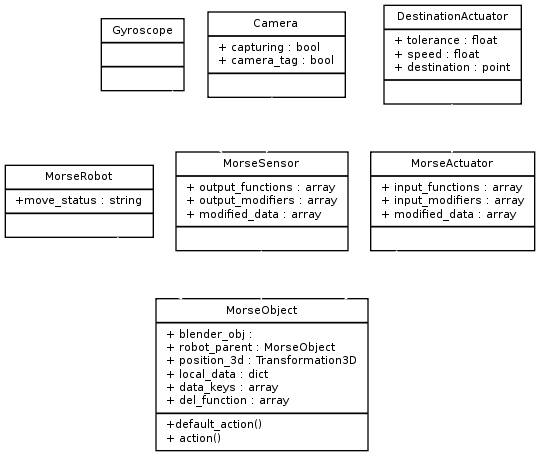 Gyroscope
Camera
+ capturing : bool
+ camera_tag : bool
DestinationActuator
+ tolerance : float
+ speed : float
+ destination : point
MorseRobot
+move_status : string
MorseSensor
+ output_functions : array
+ output_modifiers : array
+ modified_data : array
MorseActuator
+ input_functions : array
+ input_modifiers : array
+ modified_data : array
MorseObject
+ blender_obj :
+ robot_parent : MorseObject
+ position_3d : Transformation3D
+ local_data : dict
+ data_keys : array
+ del_function : array
+default_action()
+ action()